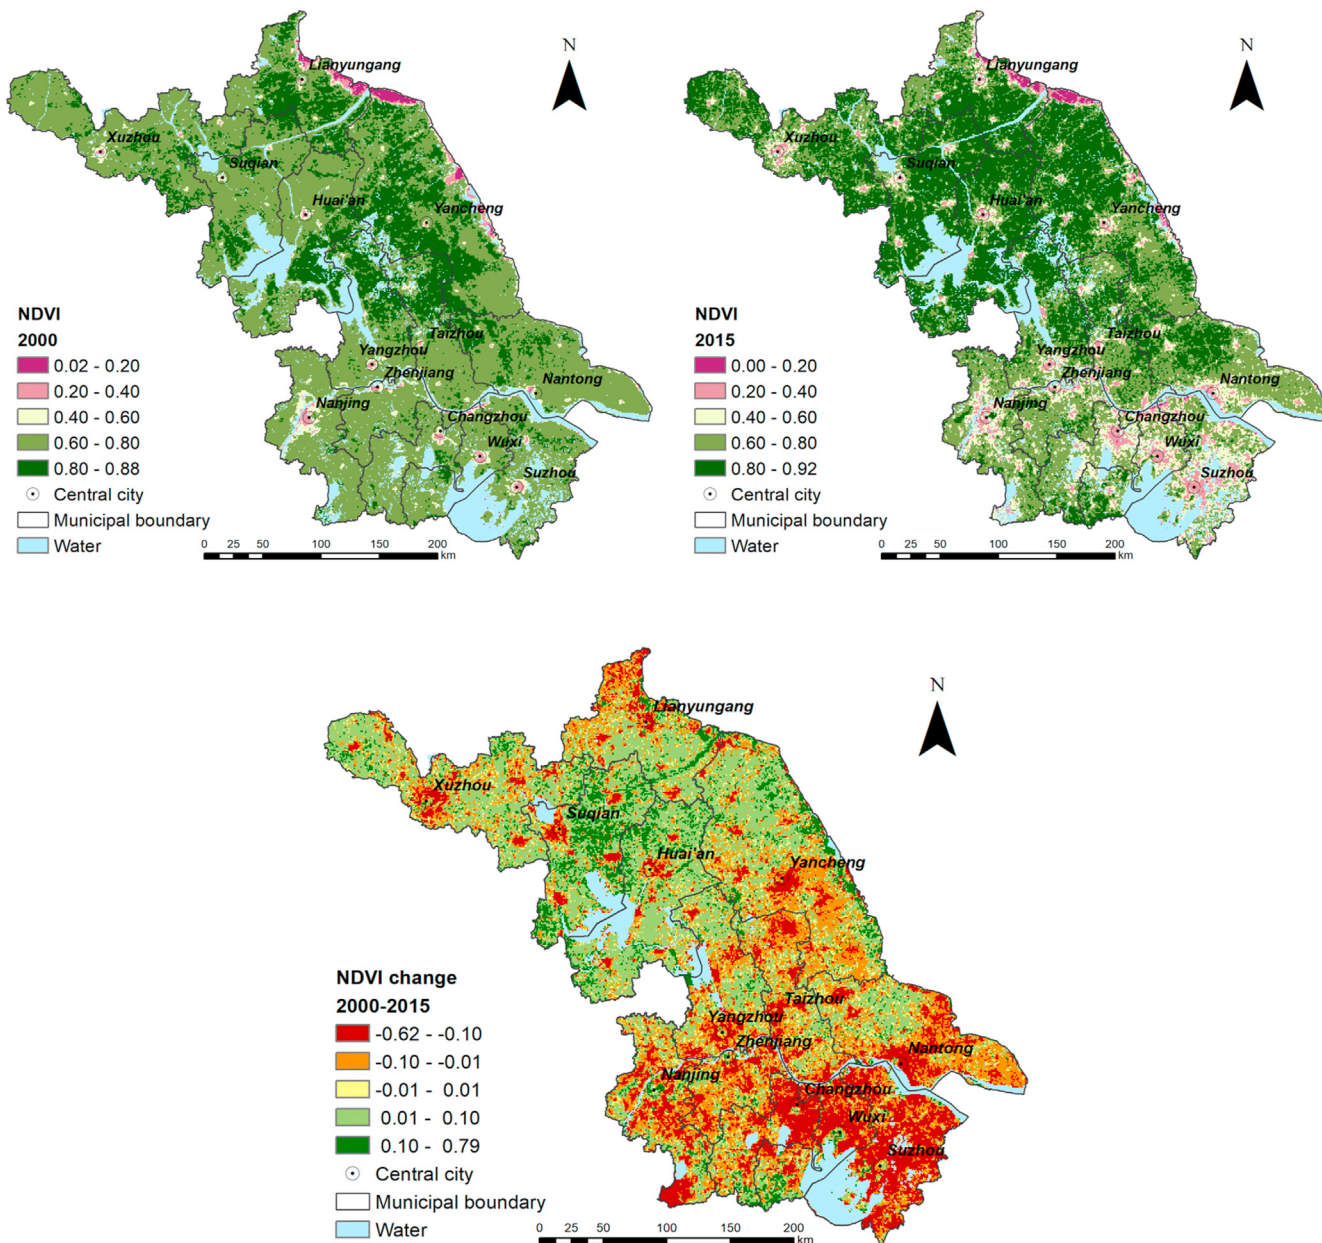 N
Lianyungang
Xuzhou
Suqian
Huai'an
Yancheng
NDVI
2000
0.02 - 0.20
0.20 - 0.40
0.40 - 0.60
0.60 - 0.80
0.80 - 0.88
Central city
Municipal boundary
Water
Taizhou
Yangzhou
Zhenjiang
Nantong
Nanjing
Changzhou
Wuxi
Suzhou
0 25 50 100 150 200
km
N
Lianyungang
Xuzhou
Suqian
Huai'an
Yancheng
NDVI
2015
0.00 - 0.20
0.20 - 0.40
0.40 - 0.60
0.60 - 0.80
0.80 - 0.92
Central city
Municipal boundary
Water
Taizhou
Yangzhou
Zhenjiang
Nantong
Nanjing
Changzhou
Wuxi
Suzhou
0 25 50 100 150 200
km
N
Lianyungang
Xuzhou
Suqian
Huai'an
Yancheng
NDVI change
2000-2015
-0.62 - -0.10
-0.10 - -0.01
-0.01 - 0.01
0.01 - 0.10
0.10 - 0.79
Central city
Municipal boundary
Water
Taizhou
Yangzhou
Zhenjiang
Nantong
Nanjing
Changzhou
Wuxi
Suzhou
0 25 50 100 150 200
km